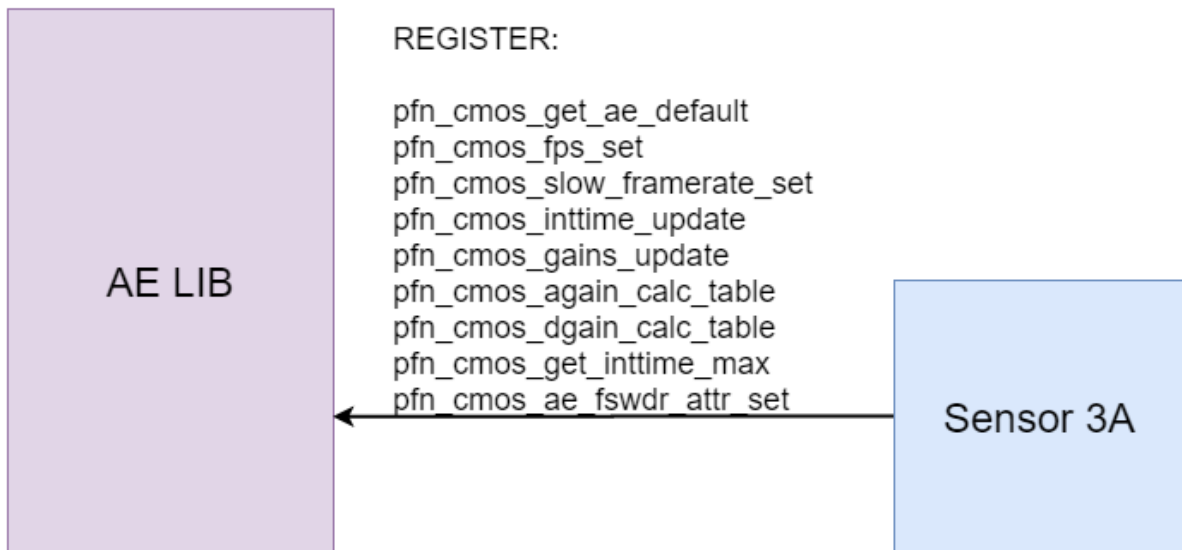 REGISTER:
pfn_cmos_get_ae_default
pfn_cmos_fps_set
pfn_cmos_slow_framerate_set
pfn_cmos_inttime_update
pfn_cmos_gains_update
pfn_cmos_again_calc_table
pfn_cmos_dgain_calc_table
pfn_cmos_get_inttime_max
pfn_cmos_ae_fswdr_attr_set
AE LIB
Sensor 3A